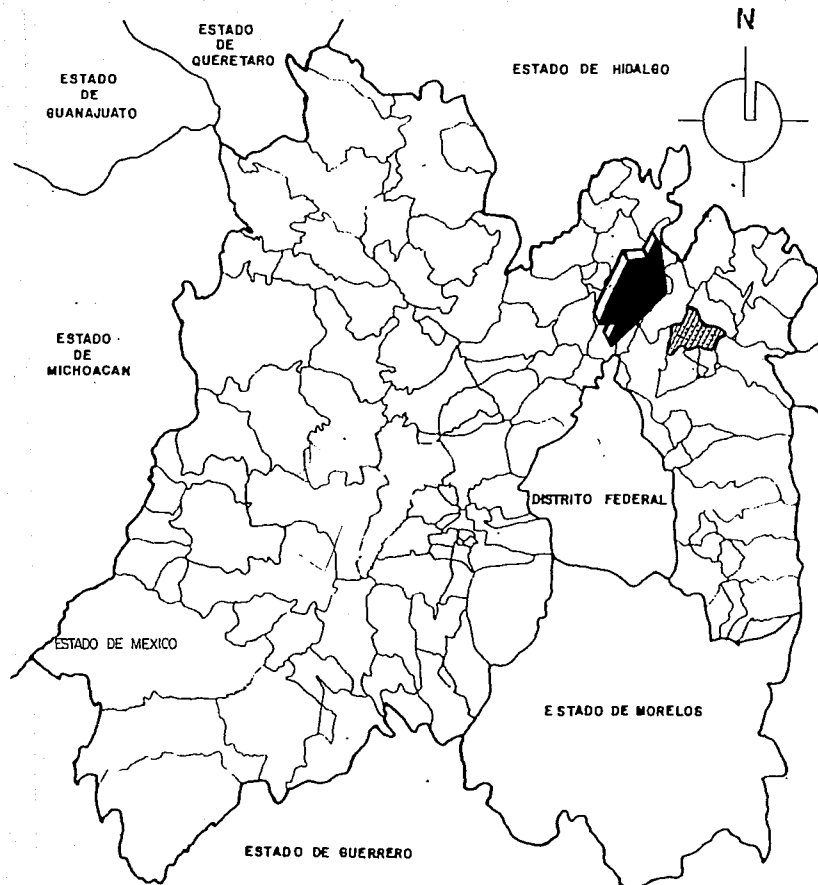 N
ESTADO
DE
QUERETARO
ESTADO
DE
GUANAJUATO
ESTADO DE HIDALGO
ESTADO
DE
MICHOACAN
DISTRITO FEDERAL
ESTADO DE MEXICO
ESTADO DE MORELOS
ESTADO DE GUERRERO